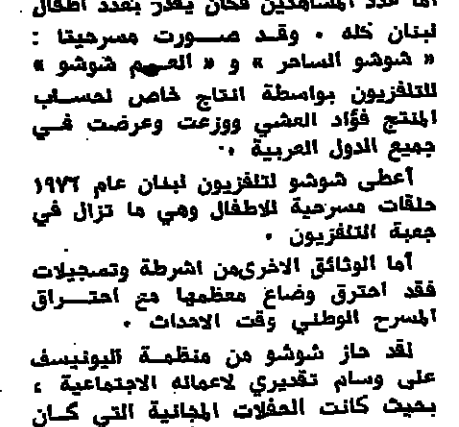 أما عدد المشاهدين فكان يقدر بعدد أطفال
لبنان كله . وقد صورت مسرحيتا :
« شوشو الساحر » و « العم شوشو »
للتلفزيون بواسطة انتاج خاص لحساب
المنتج فؤاد العشي ووزعت وعرضت في
جميع الدول العربية .
أعطى شوشو لتلفزيون لبنان عام ١٩٧٦
حلقات مسرحية للاطفال وهي ما تزال في
جعبة التلفزيون .
أما الوثائق الاخرى من اشرطة وتسجيلات
فقد احترق وضاع معظمها مع احتراق
المسرح الوطني وقت الاحداث .
لقد حاز شوشو من منظمة اليونيسف
على وسام تقديري لاعماله الاجتماعية ،
بحيث كانت الحفلات المجانية التي كان